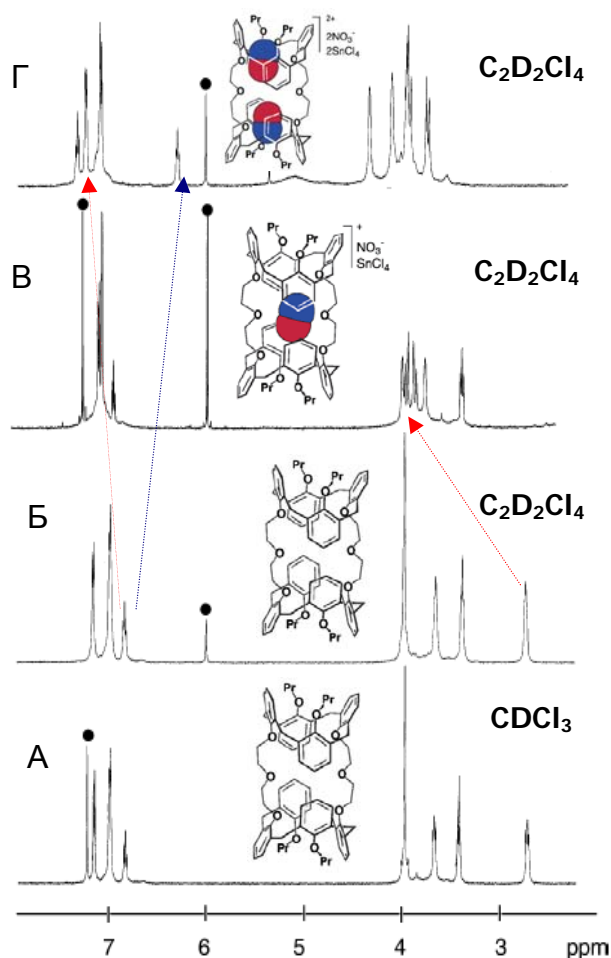 Г
C₂D₂Cl₄
Pr
O
Pr
O
2+
2NO₃⁻
2SnCl₄
O
O
O
O
O
O
O
O
Pr
Pr
В
C₂D₂Cl₄
Pr
O
Pr
O
+
NO₃⁻
SnCl₄
O
O
O
O
O
O
O
O
Pr
Pr
Б
C₂D₂Cl₄
Pr
O
Pr
O
O
O
O
O
O
O
O
O
Pr
Pr
А
CDCl₃
Pr
O
Pr
O
O
O
O
O
O
O
O
O
Pr
Pr
7 6 5 4 3 ppm